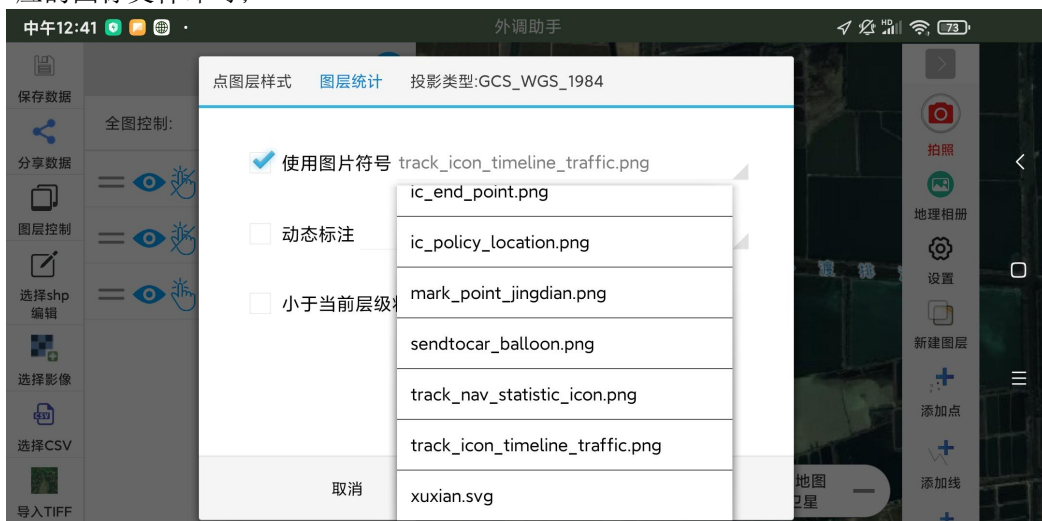 中午12:41
外调助手
HD
73
保存数据
分享数据
图层控制
选择shp
编辑
选择影像
CSV
选择CSV
导入TIFF
全图控制:
点图层样式 图层统计 投影类型:GCS_WGS_1984
使用图片符号 track_icon_timeline_traffic.png
动态标注
小于当前层级
ic_end_point.png
ic_policy_location.png
mark_point_jingdian.png
sendtocar_balloon.png
track_nav_statistic_icon.png
track_icon_timeline_traffic.png
xuxian.svg
取消
地图
卫星
拍照
地理相册
设置
新建图层
添加点
添加线